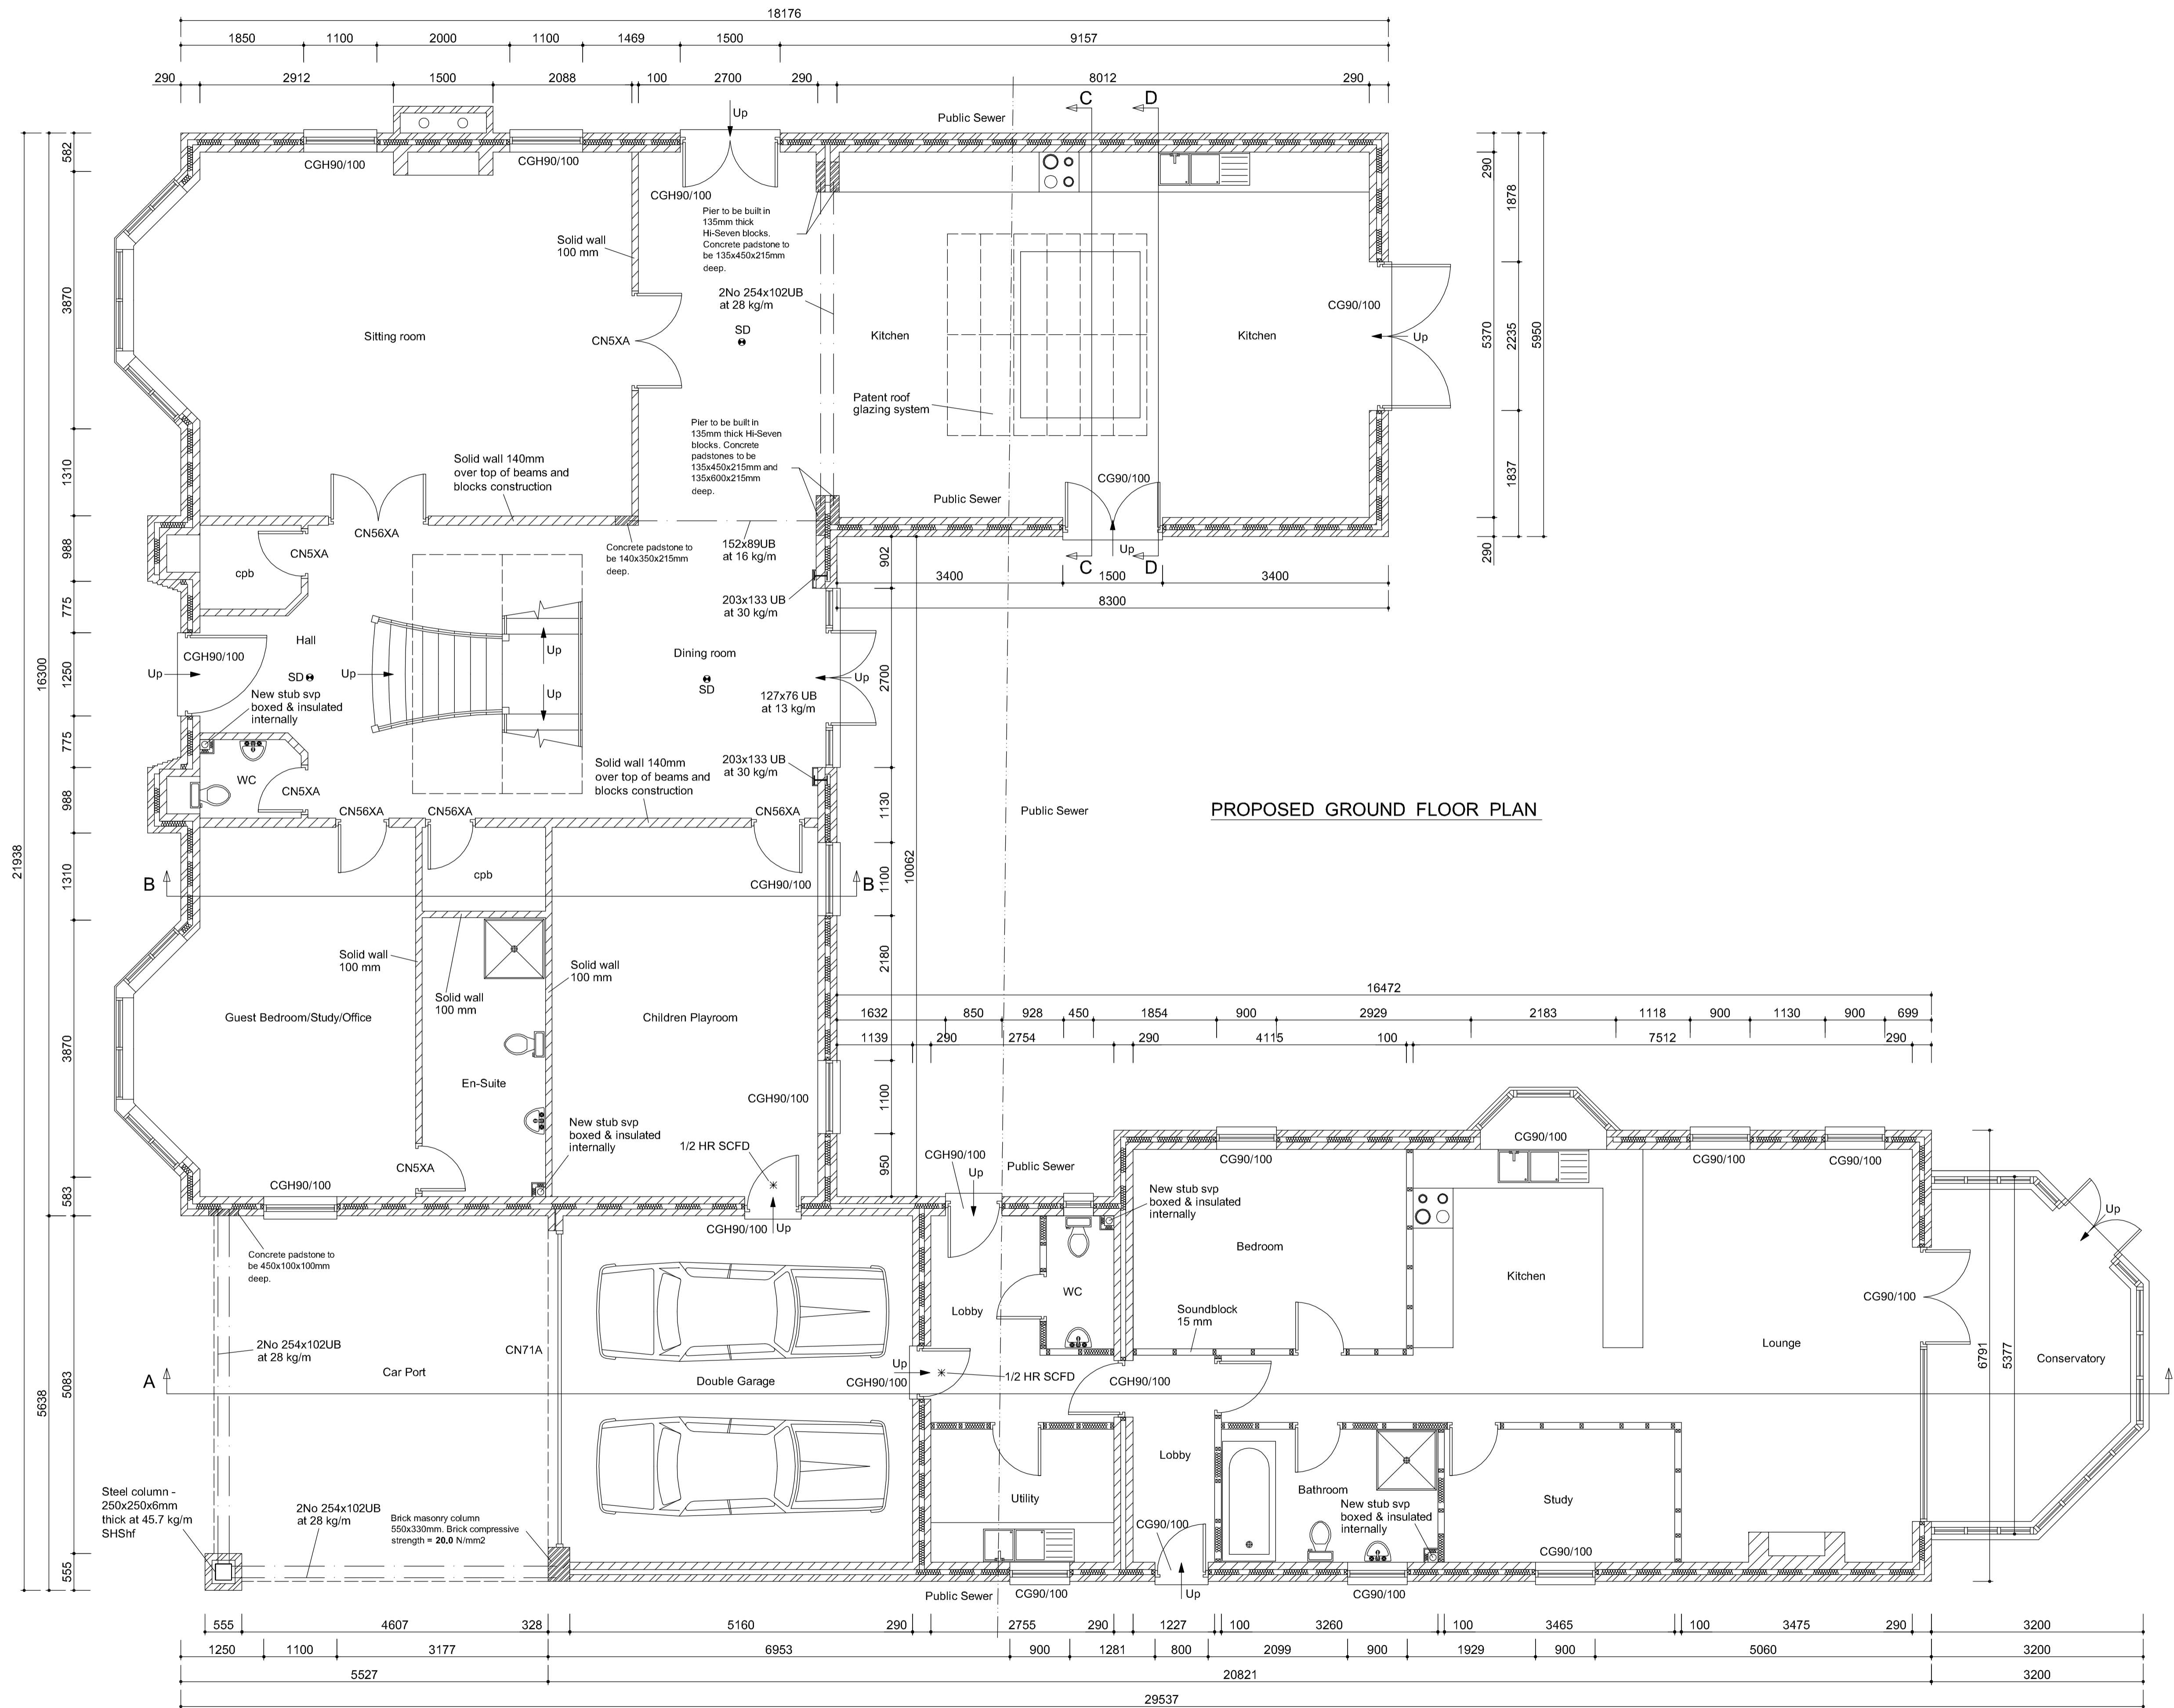 18176
1850
1100
2000
1100
1469
1500
9157
290
2912
1500
2088
100
2700
290
8012
290
C
D
Up
Public Sewer
CGH90/100
CGH90/100
CGH90/100
Pier to be built in
135mm thick
Hi-Seven blocks.
Concrete padstone to
be 135x450x215mm
deep.
Solid wall
100 mm
2No 254x102UB
at 28 kg/m
SD
Sitting room
CN5XA
Kitchen
Kitchen
CG90/100
Up
Patent roof
glazing system
Pier to be built in
135mm thick Hi-Seven
blocks. Concrete
padstones to be
135x450x215mm and
135x600x215mm
deep.
Solid wall 140mm
over top of beams and
blocks construction
CG90/100
Public Sewer
CN56XA
CN5XA
cpb
Concrete padstone to
be 140x350x215mm
deep.
152x89UB
at 16 kg/m
Up
C
D
3400
1500
3400
8300
290
5370
290
1878
2235
1837
5950
582
3870
1310
988
775
1250
775
988
1310
3870
583
5083
555
16300
5638
21938
203x133 UB
at 30 kg/m
Hall
CGH90/100
Up
SD
Up
Up
Up
Dining room
SD
Up
127x76 UB
at 13 kg/m
New stub svp
boxed & insulated
internally
WC
CN5XA
203x133 UB
at 30 kg/m
Solid wall 140mm
over top of beams and
blocks construction
CN56XA
CN56XA
CN56XA
902
2700
1130
1100
2180
1100
950
10062
Public Sewer
PROPOSED GROUND FLOOR PLAN
B
B
cpb
CGH90/100
Solid wall
100 mm
Solid wall
100 mm
Solid wall
100 mm
Guest Bedroom/Study/Office
Children Playroom
En-Suite
CGH90/100
New stub svp
boxed & insulated
internally
1/2 HR SCFD
CN5XA
CGH90/100
16472
1632
850
928
450
1854
900
2929
2183
1118
900
1130
900
699
1139
290
2754
290
4115
100
7512
290
CGH90/100
Up
Public Sewer
CG90/100
CG90/100
CG90/100
CG90/100
New stub svp
boxed & insulated
internally
CGH90/100
Up
Concrete padstone to
be 450x100x100mm
deep.
Bedroom
Kitchen
Up
WC
Lobby
Soundblock
15 mm
CG90/100
Lounge
6791
5377
Conservatory
2No 254x102UB
at 28 kg/m
CN71A
Car Port
Double Garage
Up
CGH90/100
1/2 HR SCFD
CGH90/100
A
Lobby
Steel column -
250x250x6mm
thick at 45.7 kg/m
SHShf
2No 254x102UB
at 28 kg/m
Brick masonry column
550x330mm. Brick compressive
strength = 20.0 N/mm2
Utility
Bathroom
New stub svp
boxed & insulated
internally
Study
CG90/100
CG90/100
Public Sewer
CG90/100
Up
CG90/100
555
4607
328
5160
290
2755
290
1227
100
3260
100
3465
100
3475
290
3200
1250
1100
3177
6953
900
1281
800
2099
900
1929
900
5060
3200
5527
20821
3200
29537